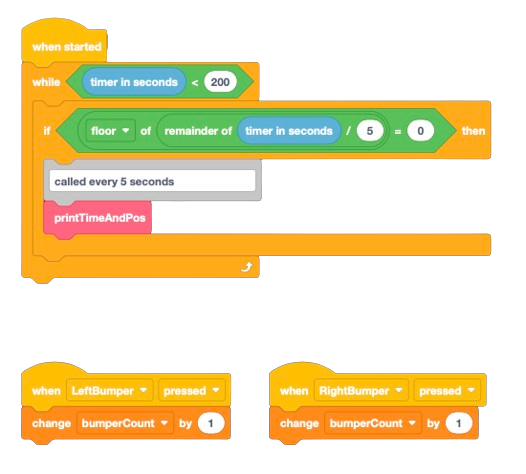 when started
while timer in seconds < 200
if floor of remainder of timer in seconds / 5 = 0 then
called every 5 seconds
printTimeAndPos
when LeftBumper pressed
change bumperCount by 1
when RightBumper pressed
change bumperCount by 1